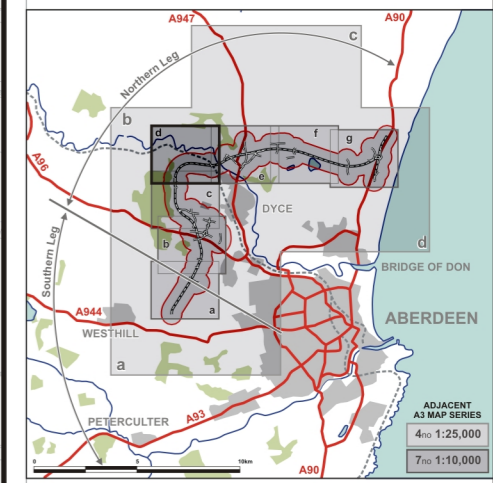 A947
A90
c
Northern Leg
b
d
f
g
A96
e
c
DYCE
b
d
Southern Leg
BRIDGE OF DON
a
A944
ABERDEEN
WESTHILL
a
ADJACENT
A3 MAP SERIES
PETERCULTER
A93
4no 1:25,000
7no 1:10,000
0 5 10km
A90